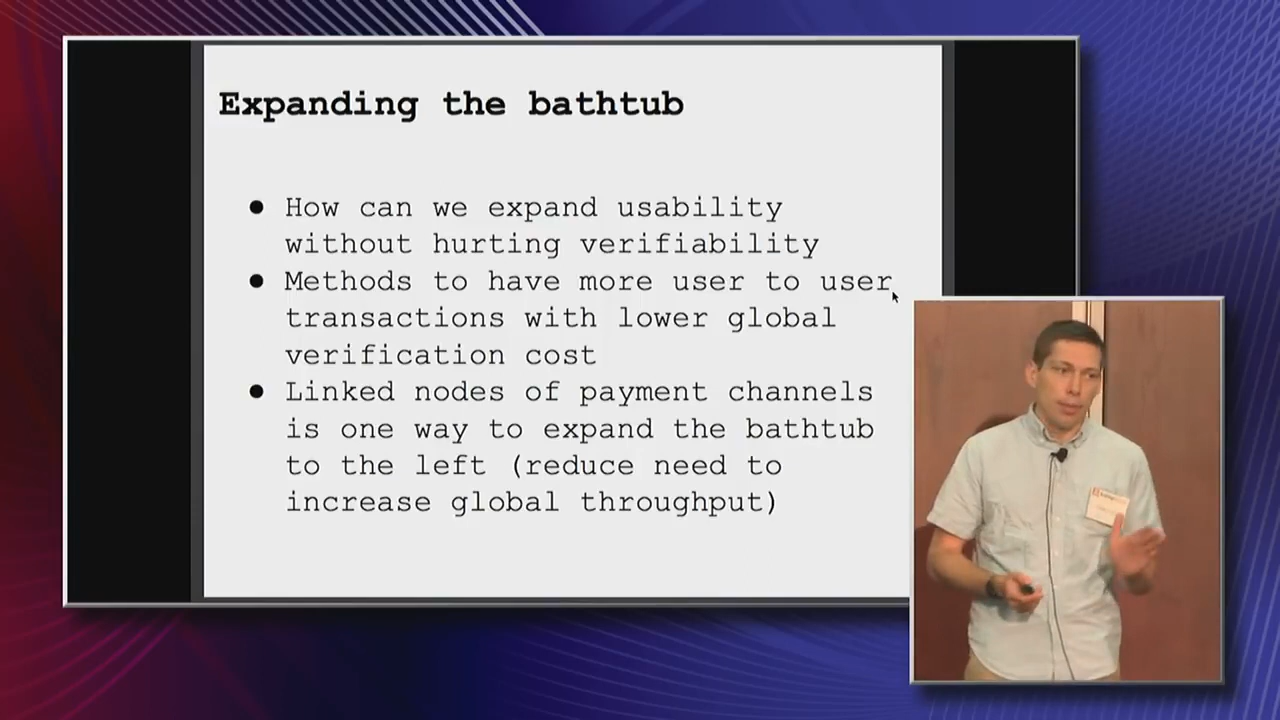 Expanding the bathtub
● How can we expand usability
without hurting verifiability
● Methods to have more user to user
transactions with lower global
verification cost
● Linked nodes of payment channels
is one way to expand the bathtub
to the left (reduce need to
increase global throughput)